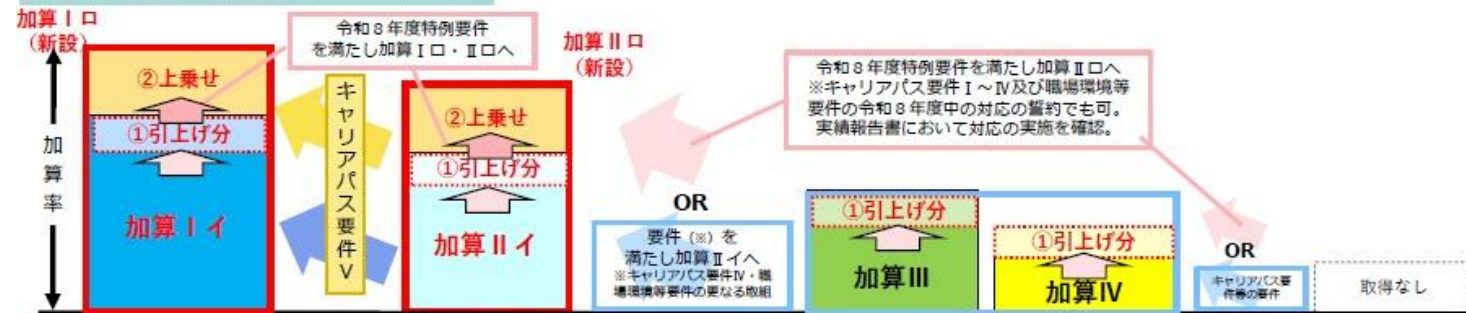 加算Ⅰロ
（新設）
加算率
②上乗せ
①引上げ分
加算Ⅰイ
令和8年度特例要件
を満たし加算Ⅰロ・Ⅱロへ
キャリアパス要件Ⅴ
加算Ⅱロ
（新設）
②上乗せ
①引上げ分
加算Ⅱイ
令和8年度特例要件を満たし加算Ⅱロへ
※キャリアパス要件Ⅰ～Ⅳ及び職場環境等
要件の令和8年度中の対応の誓約でも可。
実績報告書において対応の実施を確認。
OR
要件（※）を
満たし加算Ⅱイへ
※キャリアパス要件Ⅳ・職
場環境等要件の更なる取組
①引上げ分
加算Ⅲ
①引上げ分
加算Ⅳ
OR
キャリアパス要
件等の要件
取得なし